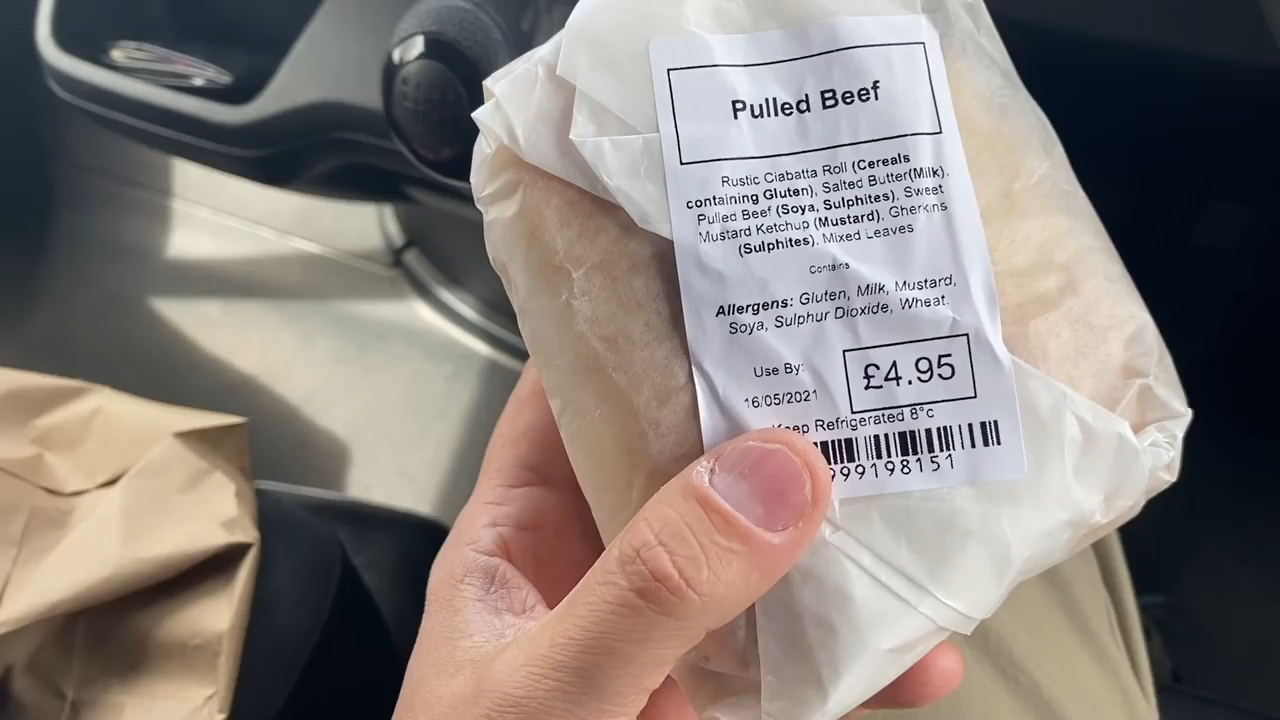 Pulled Beef
Rustic Ciabatta Roll (Cereals
containing Gluten), Salted Butter(Milk),
Pulled Beef (Soya, Sulphites), Sweet
Mustard Ketchup (Mustard), Gherkins
(Sulphites), Mixed Leaves
Contains
Allergens: Gluten, Milk, Mustard,
Soya, Sulphur Dioxide, Wheat.
Use By:
£4.95
16/05/2021
Keep Refrigerated 8°c
999198151